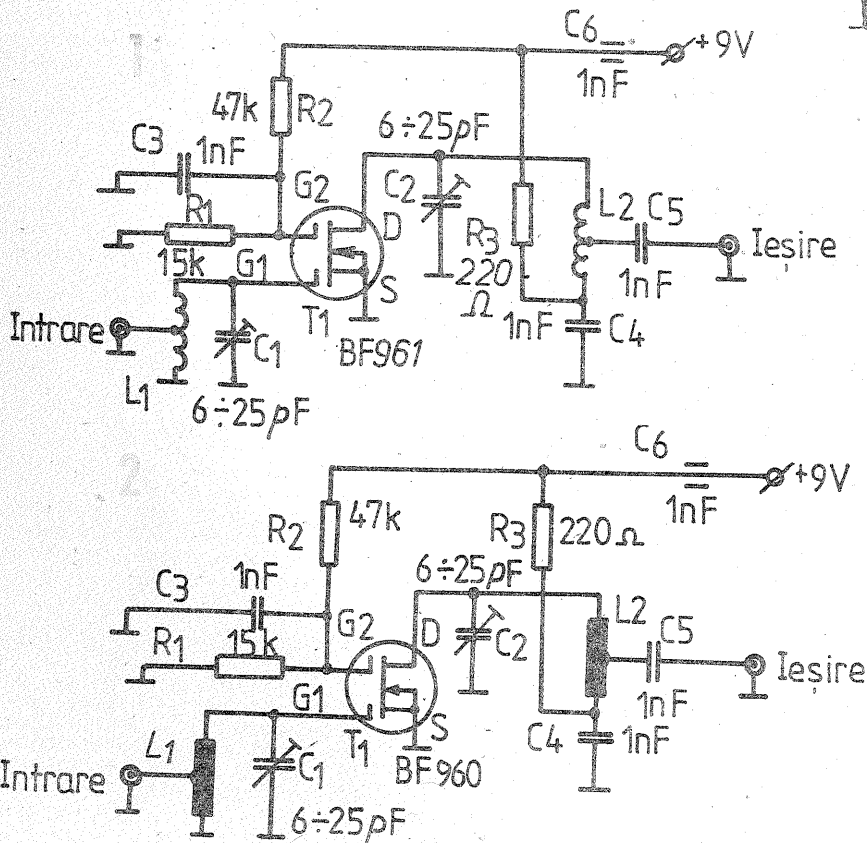 1
C6
+9V
1nF
47k R2
6÷25pF
C3
1nF
G2
C2
D
R3
L2 C5
R1
15k
G1
S
220
Ω
1nF
Ieșire
1nF
C4
Intrare
T1
C1
BF961
L1
6÷25pF
2
C6
+9V
1nF
R2
47k
R3
220Ω
6÷25pF
C3
1nF
R1
15k
G2
D
C2
L2
C5
Ieșire
G1
S
1nF
L1
T1
C4
1nF
Intrare
C1
BF960
6÷25pF